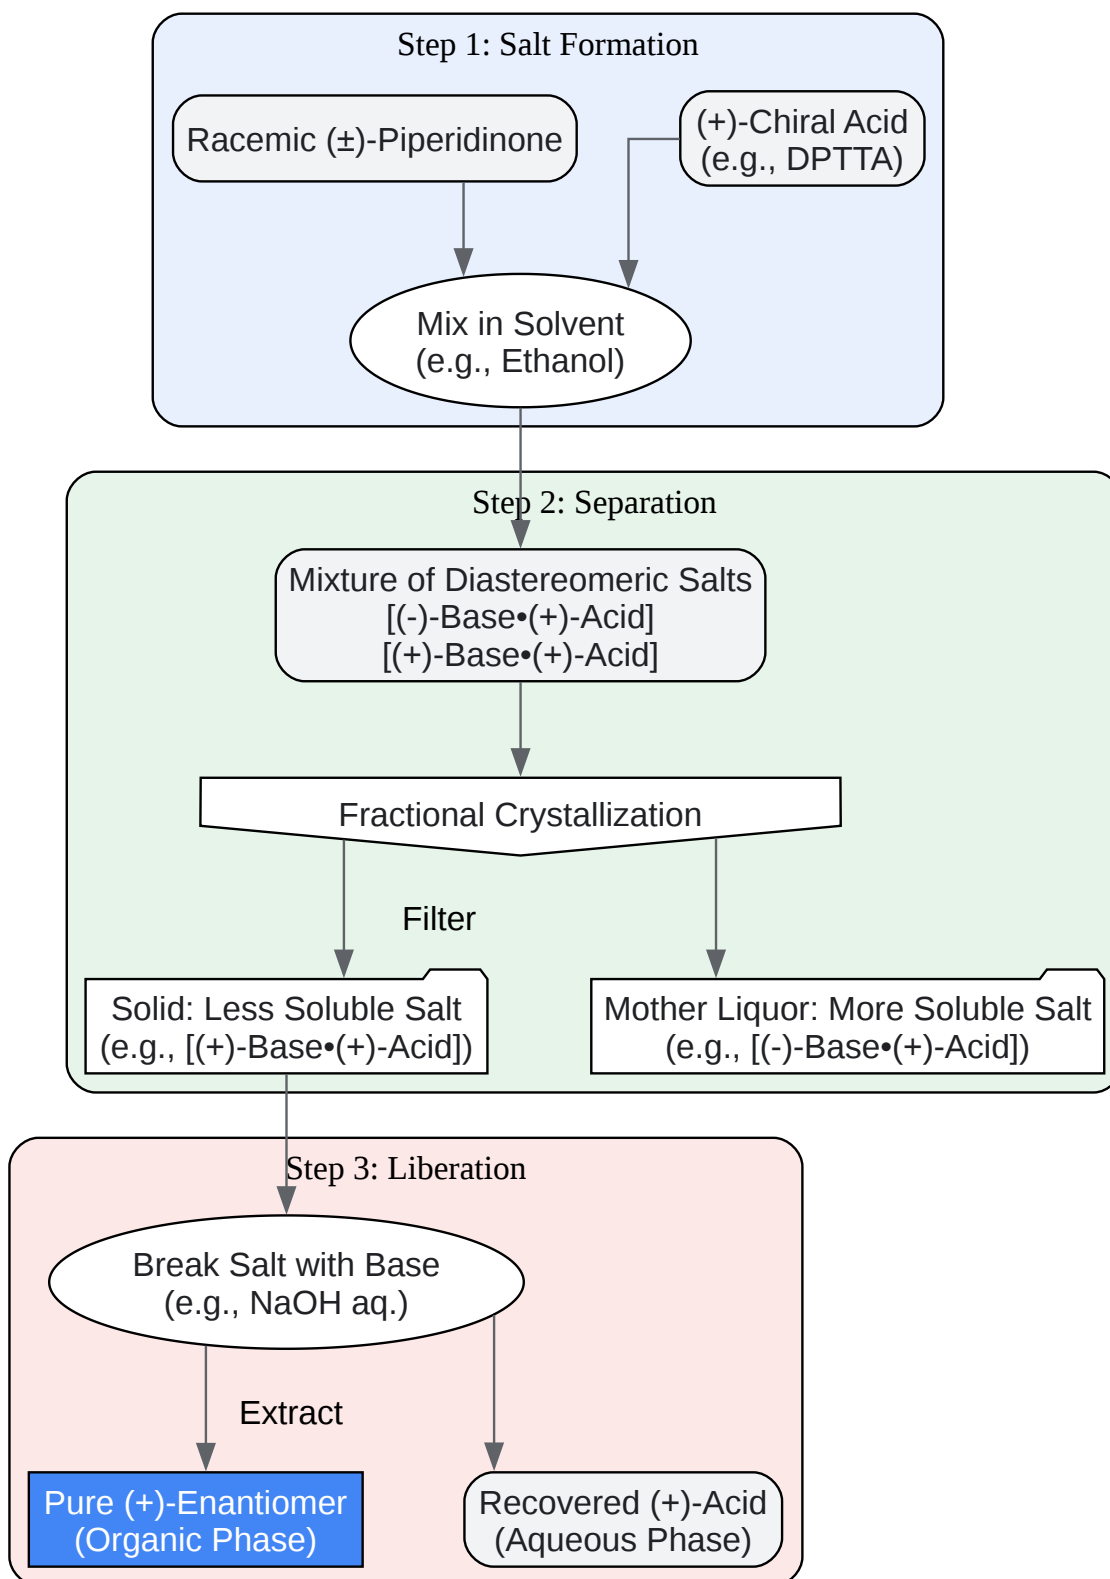 Step 1: Salt Formation
Racemic (±)-Piperidinone
(+)-Chiral Acid
(e.g., DPTTA)
Mix in Solvent
(e.g., Ethanol)
Step 2: Separation
Mixture of Diastereomeric Salts
[(-)-Base•(+)-Acid]
[(+)-Base•(+)-Acid]
Fractional Crystallization
Filter
Solid: Less Soluble Salt
(e.g., [(+)-Base•(+)-Acid])
Mother Liquor: More Soluble Salt
(e.g., [(-)-Base•(+)-Acid])
Step 3: Liberation
Break Salt with Base
(e.g., NaOH aq.)
Extract
Pure (+)-Enantiomer
(Organic Phase)
Recovered (+)-Acid
(Aqueous Phase)